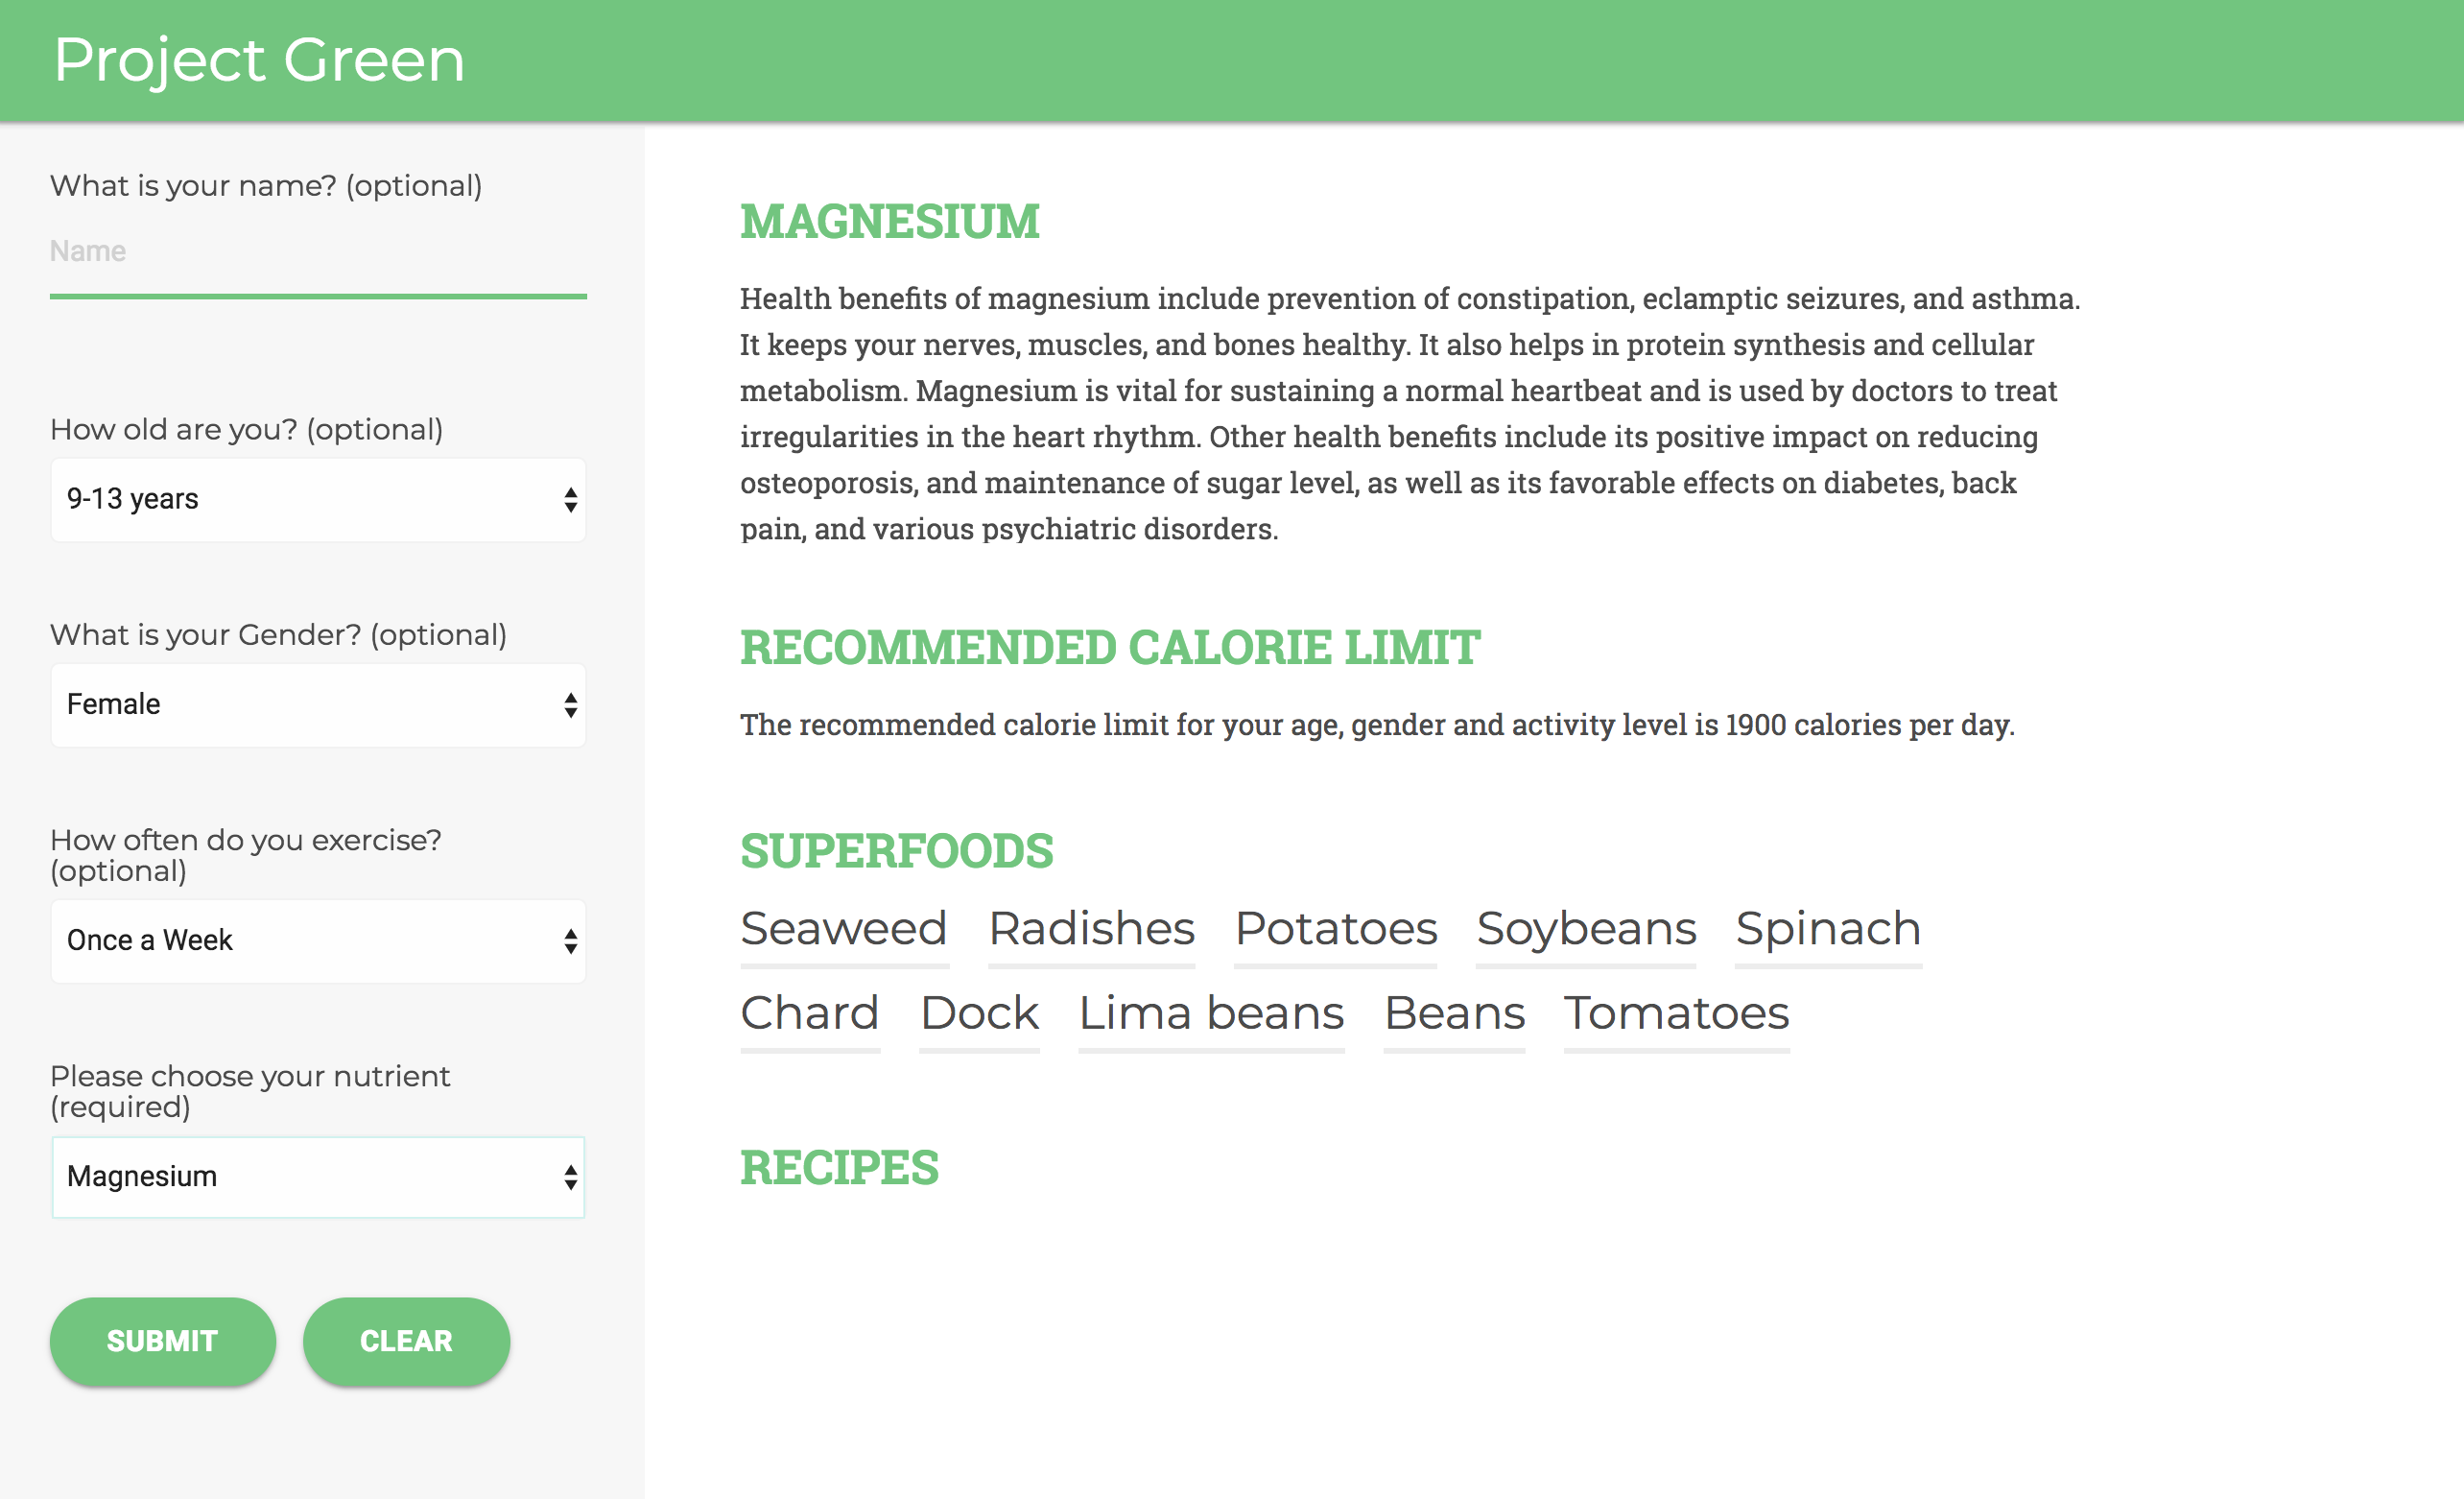 Project Green
What is your name? (optional)
Name
How old are you? (optional)
9-13 years
What is your Gender? (optional)
Female
How often do you exercise?
(optional)
Once a Week
Please choose your nutrient
(required)
Magnesium
SUBMIT CLEAR
MAGNESIUM
Health benefits of magnesium include prevention of constipation, eclamptic seizures, and asthma.
It keeps your nerves, muscles, and bones healthy. It also helps in protein synthesis and cellular
metabolism. Magnesium is vital for sustaining a normal heartbeat and is used by doctors to treat
irregularities in the heart rhythm. Other health benefits include its positive impact on reducing
osteoporosis, and maintenance of sugar level, as well as its favorable effects on diabetes, back
pain, and various psychiatric disorders.
RECOMMENDED CALORIE LIMIT
The recommended calorie limit for your age, gender and activity level is 1900 calories per day.
SUPERFOODS
Seaweed Radishes Potatoes Soybeans Spinach
Chard Dock Lima beans Beans Tomatoes
RECIPES